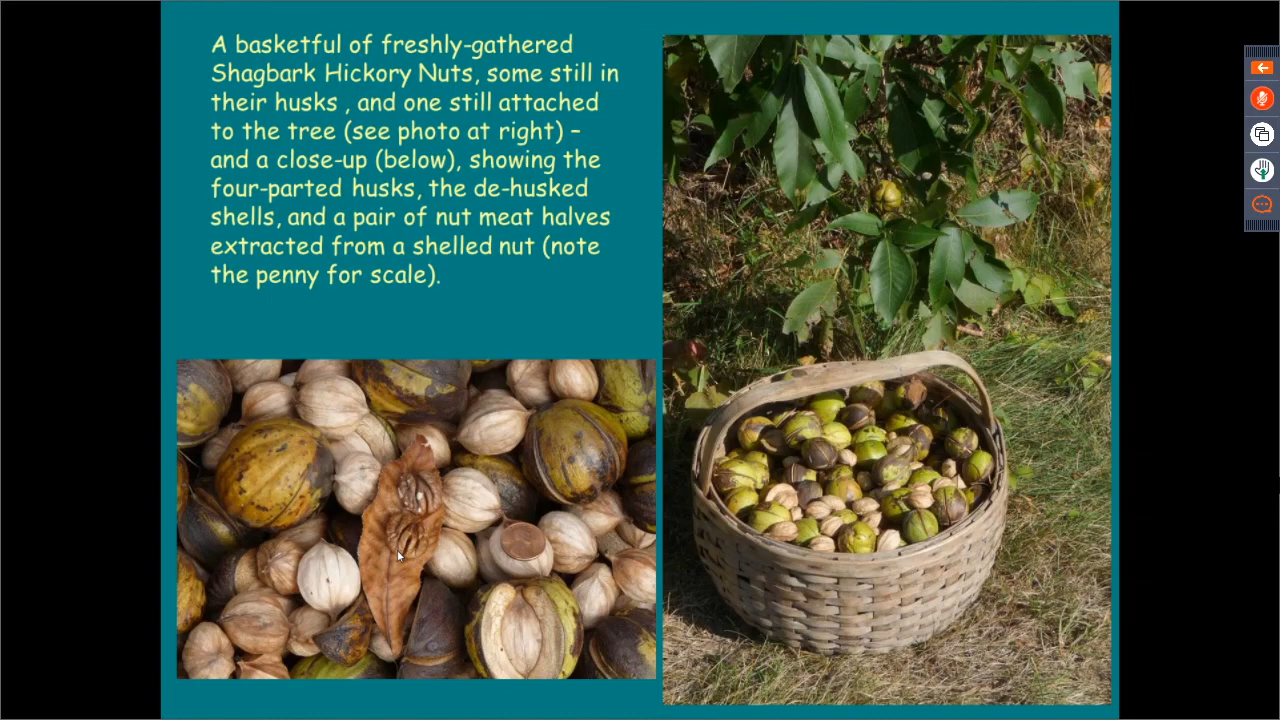 A basketful of freshly-gathered
Shagbark Hickory Nuts, some still in
their husks , and one still attached
to the tree (see photo at right) –
and a close-up (below), showing the
four-parted husks, the de-husked
shells, and a pair of nut meat halves
extracted from a shelled nut (note
the penny for scale).